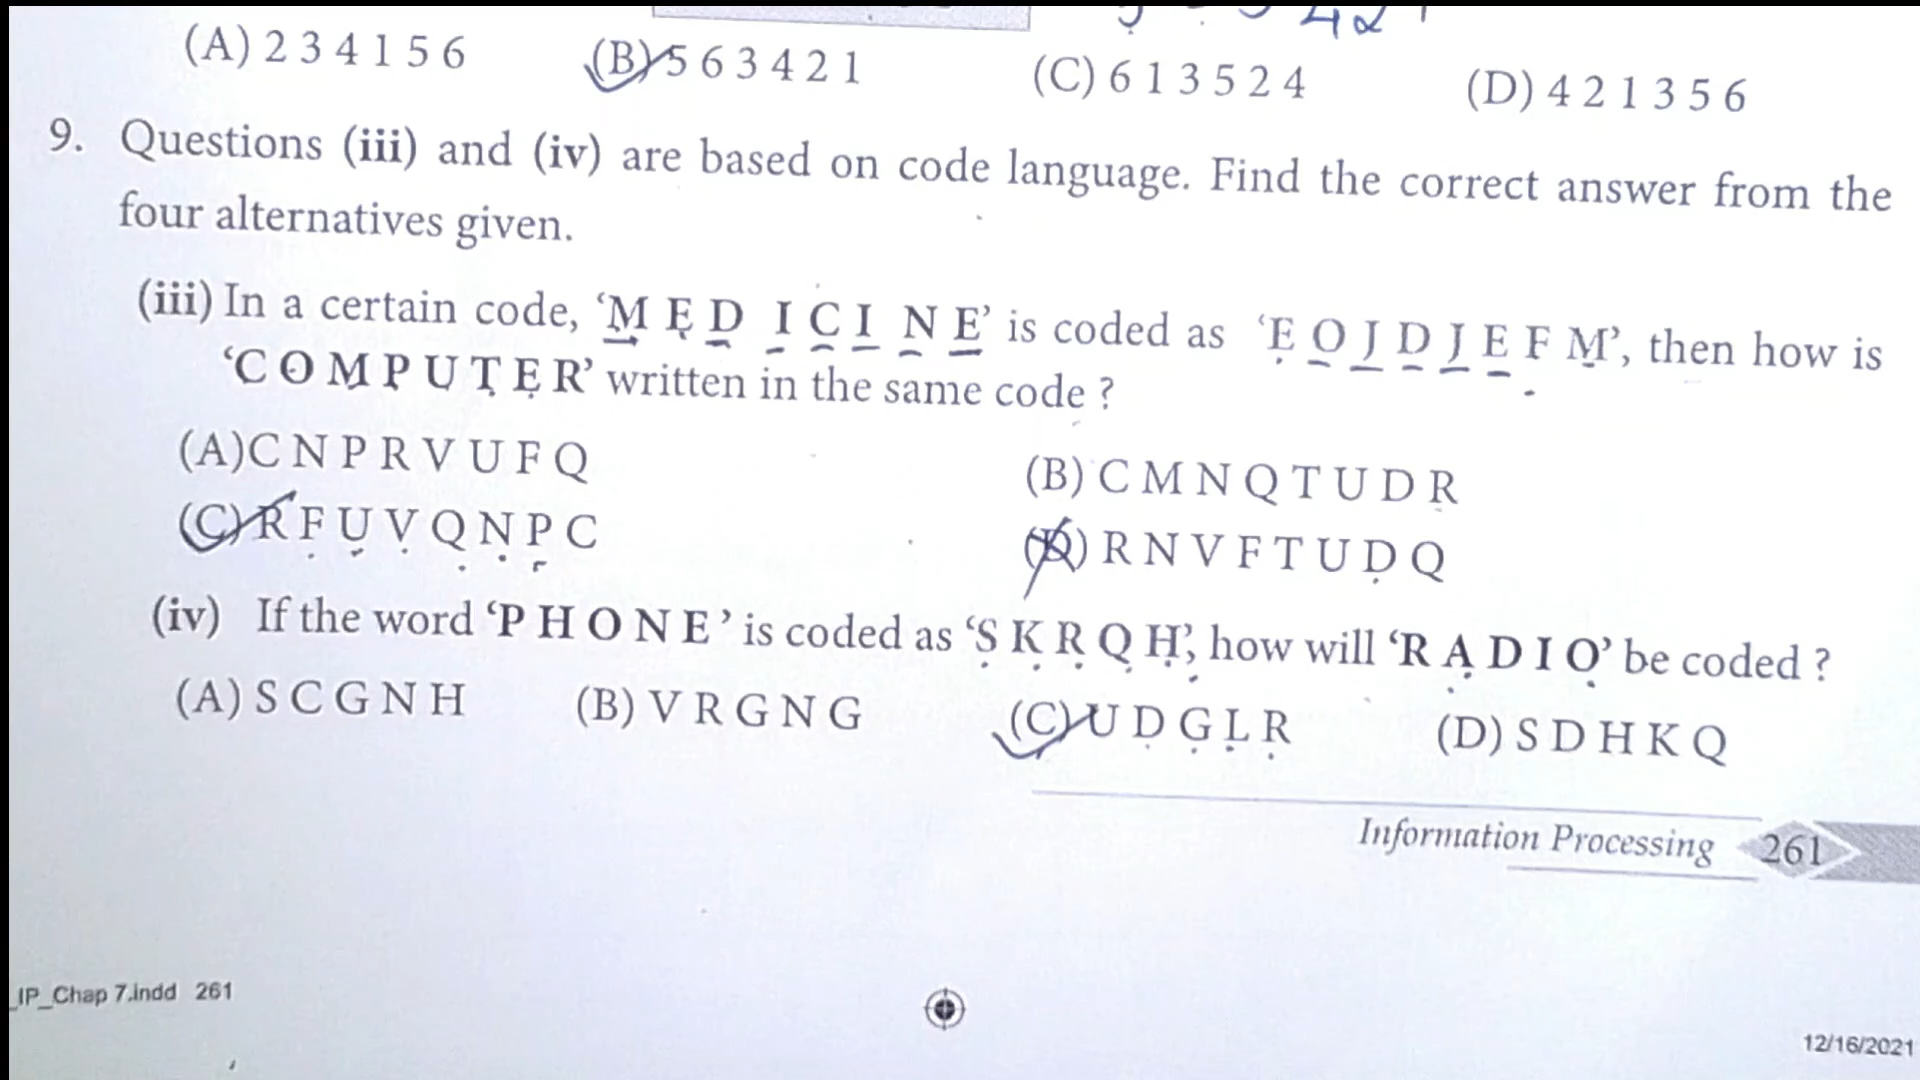 (A) 2 3 4 1 5 6 (B) 5 6 3 4 2 1 (C) 6 1 3 5 2 4 (D) 4 2 1 3 5 6
9. Questions (iii) and (iv) are based on code language. Find the correct answer from the
four alternatives given.
(iii) In a certain code, ‘M E D I C I N E’ is coded as ‘E O J D J E F M’, then how is
‘C O M P U T E R’ written in the same code ?
(A) C N P R V U F Q (B) C M N Q T U D R
(C) R F U V Q N P C (D) R N V F T U D Q
(iv) If the word ‘P H O N E’ is coded as ‘S K R Q H’, how will ‘R A D I O’ be coded ?
(A) S C G N H (B) V R G N G (C) U D G L R (D) S D H K Q
Information Processing 261
_IP_Chap 7.indd 261
12/16/2021